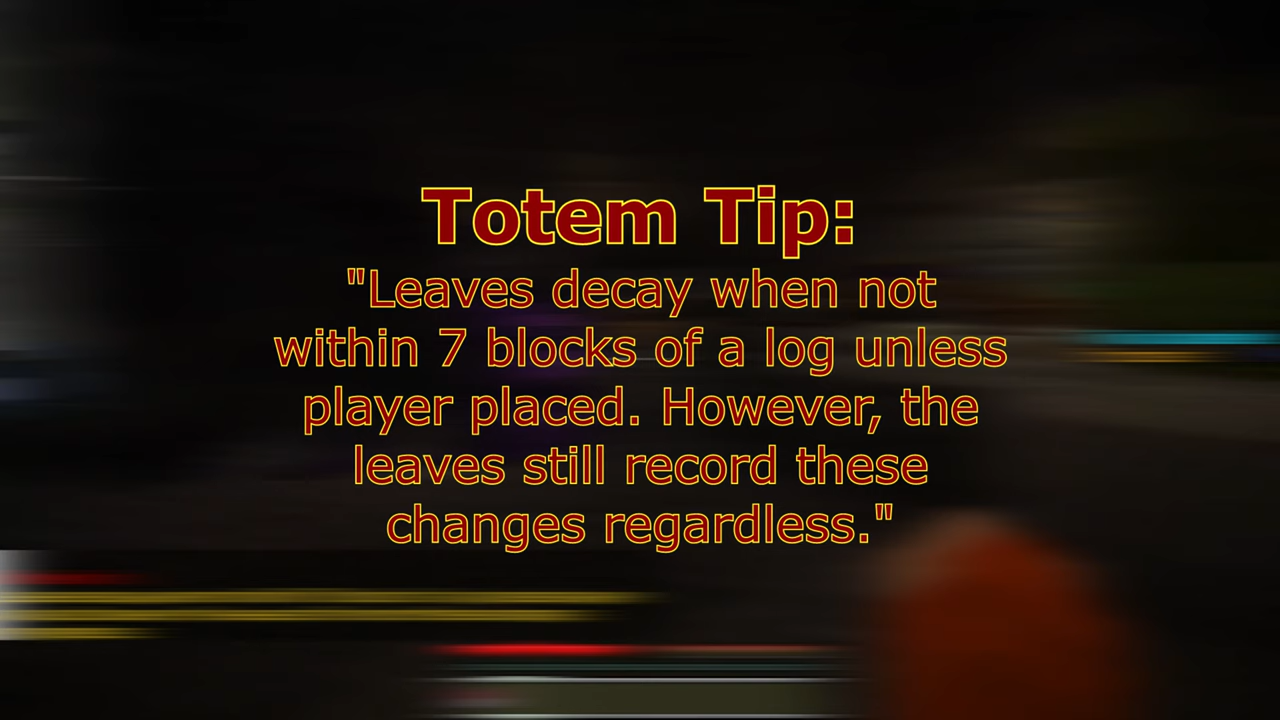 Totem Tip:
"Leaves decay when not
within 7 blocks of a log unless
player placed. However, the
leaves still record these
changes regardless."